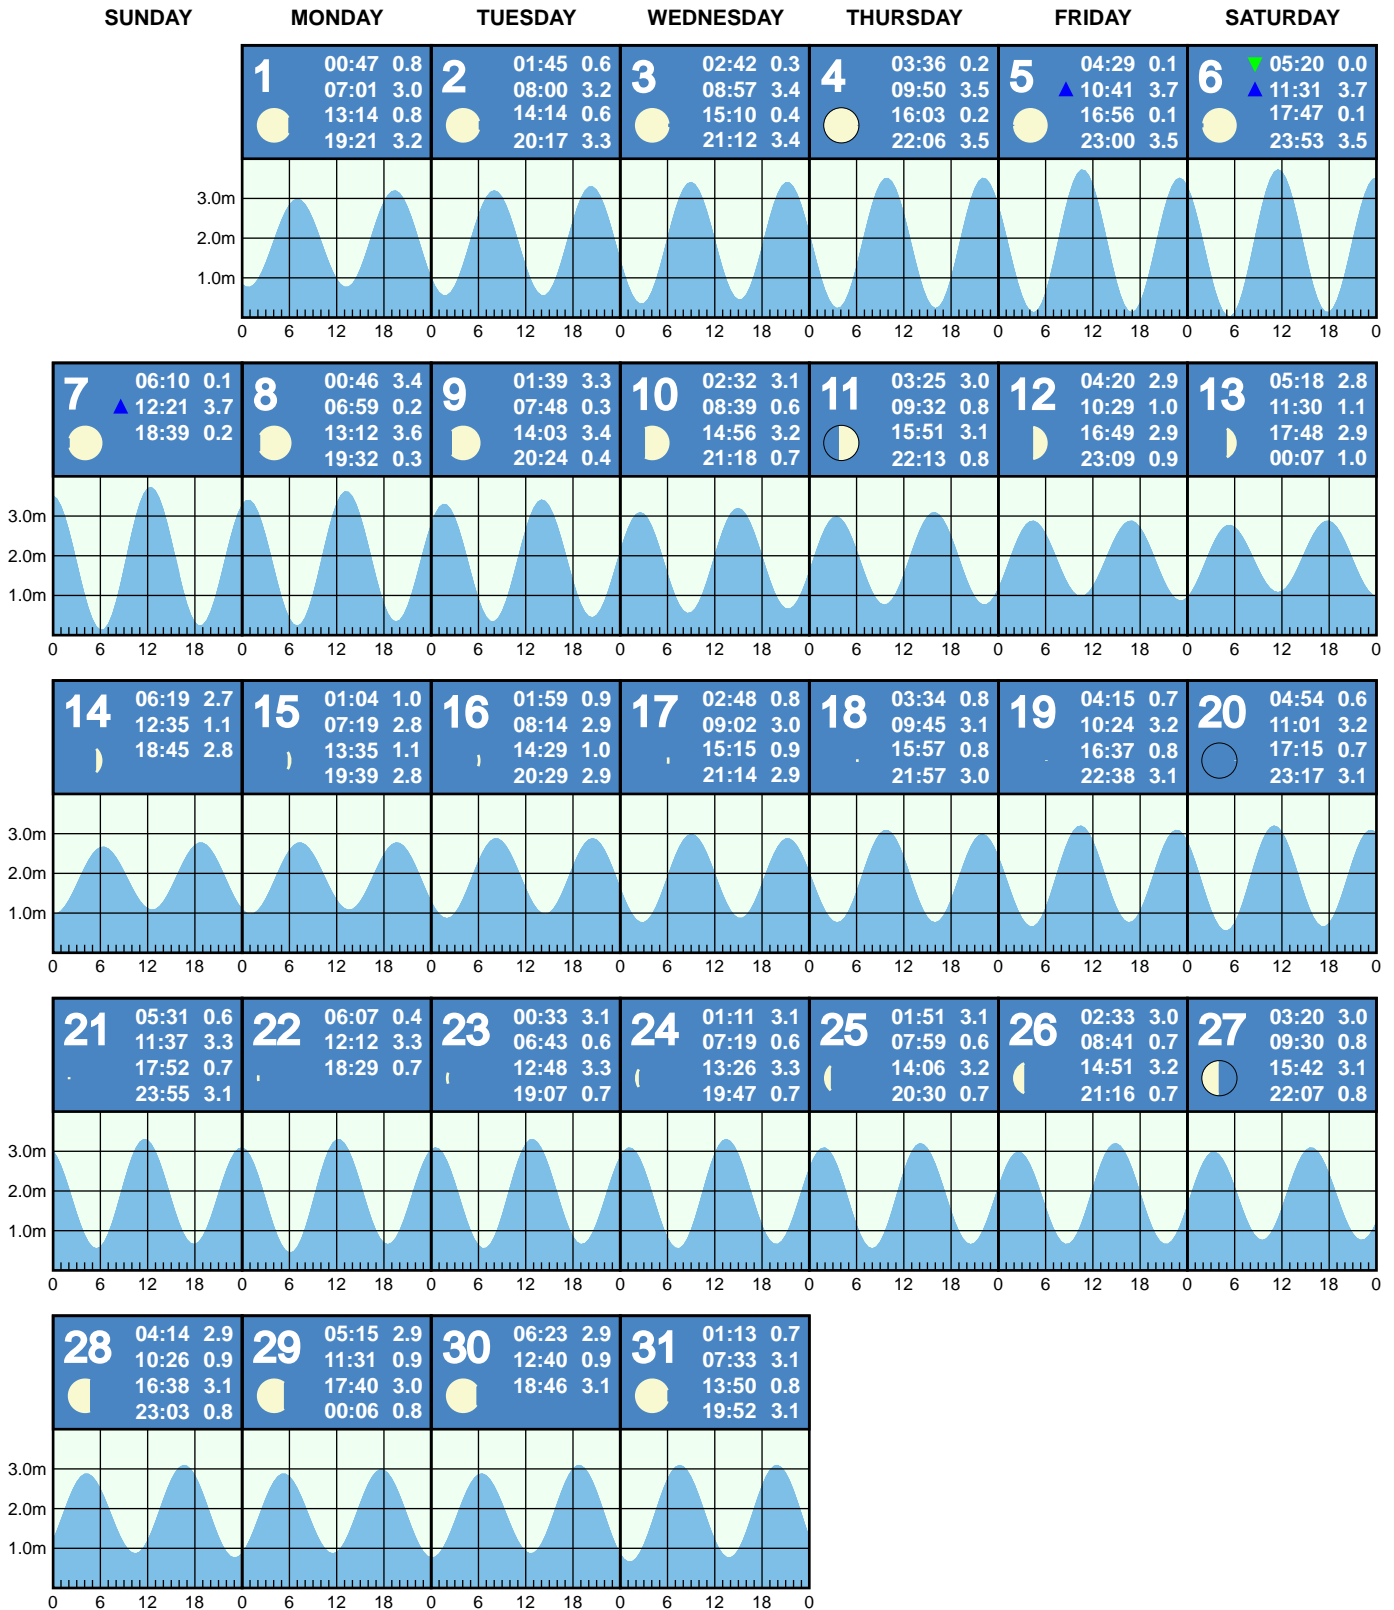 SUNDAY MONDAY TUESDAY WEDNESDAY THURSDAY FRIDAY SATURDAY
1 00:47 0.8 07:01 3.0 13:14 0.8 19:21 3.2
2 01:45 0.6 08:00 3.2 14:14 0.6 20:17 3.3
3 02:42 0.3 08:57 3.4 15:10 0.4 21:12 3.4
4 03:36 0.2 09:50 3.5 16:03 0.2 22:06 3.5
5 04:29 0.1 10:41 3.7 16:56 0.1 23:00 3.5
6 05:20 0.0 11:31 3.7 17:47 0.1 23:53 3.5
3.0m
2.0m
1.0m
0 6 12 18 0 6 12 18 0 6 12 18 0 6 12 18 0 6 12 18 0 6 12 18 0
7 06:10 0.1 12:21 3.7 18:39 0.2
8 00:46 3.4 06:59 0.2 13:12 3.6 19:32 0.3
9 01:39 3.3 07:48 0.3 14:03 3.4 20:24 0.4
10 02:32 3.1 08:39 0.6 14:56 3.2 21:18 0.7
11 03:25 3.0 09:32 0.8 15:51 3.1 22:13 0.8
12 04:20 2.9 10:29 1.0 16:49 2.9 23:09 0.9
13 05:18 2.8 11:30 1.1 17:48 2.9 00:07 1.0
3.0m
2.0m
1.0m
0 6 12 18 0 6 12 18 0 6 12 18 0 6 12 18 0 6 12 18 0 6 12 18 0 6 12 18 0
14 06:19 2.7 12:35 1.1 18:45 2.8
15 01:04 1.0 07:19 2.8 13:35 1.1 19:39 2.8
16 01:59 0.9 08:14 2.9 14:29 1.0 20:29 2.9
17 02:48 0.8 09:02 3.0 15:15 0.9 21:14 2.9
18 03:34 0.8 09:45 3.1 15:57 0.8 21:57 3.0
19 04:15 0.7 10:24 3.2 16:37 0.8 22:38 3.1
20 04:54 0.6 11:01 3.2 17:15 0.7 23:17 3.1
3.0m
2.0m
1.0m
0 6 12 18 0 6 12 18 0 6 12 18 0 6 12 18 0 6 12 18 0 6 12 18 0 6 12 18 0
21 05:31 0.6 11:37 3.3 17:52 0.7 23:55 3.1
22 06:07 0.4 12:12 3.3 18:29 0.7
23 00:33 3.1 06:43 0.6 12:48 3.3 19:07 0.7
24 01:11 3.1 07:19 0.6 13:26 3.3 19:47 0.7
25 01:51 3.1 07:59 0.6 14:06 3.2 20:30 0.7
26 02:33 3.0 08:41 0.7 14:51 3.2 21:16 0.7
27 03:20 3.0 09:30 0.8 15:42 3.1 22:07 0.8
3.0m
2.0m
1.0m
0 6 12 18 0 6 12 18 0 6 12 18 0 6 12 18 0 6 12 18 0 6 12 18 0 6 12 18 0
28 04:14 2.9 10:26 0.9 16:38 3.1 23:03 0.8
29 05:15 2.9 11:31 0.9 17:40 3.0 00:06 0.8
30 06:23 2.9 12:40 0.9 18:46 3.1
31 01:13 0.7 07:33 3.1 13:50 0.8 19:52 3.1
3.0m
2.0m
1.0m
0 6 12 18 0 6 12 18 0 6 12 18 0 6 12 18 0